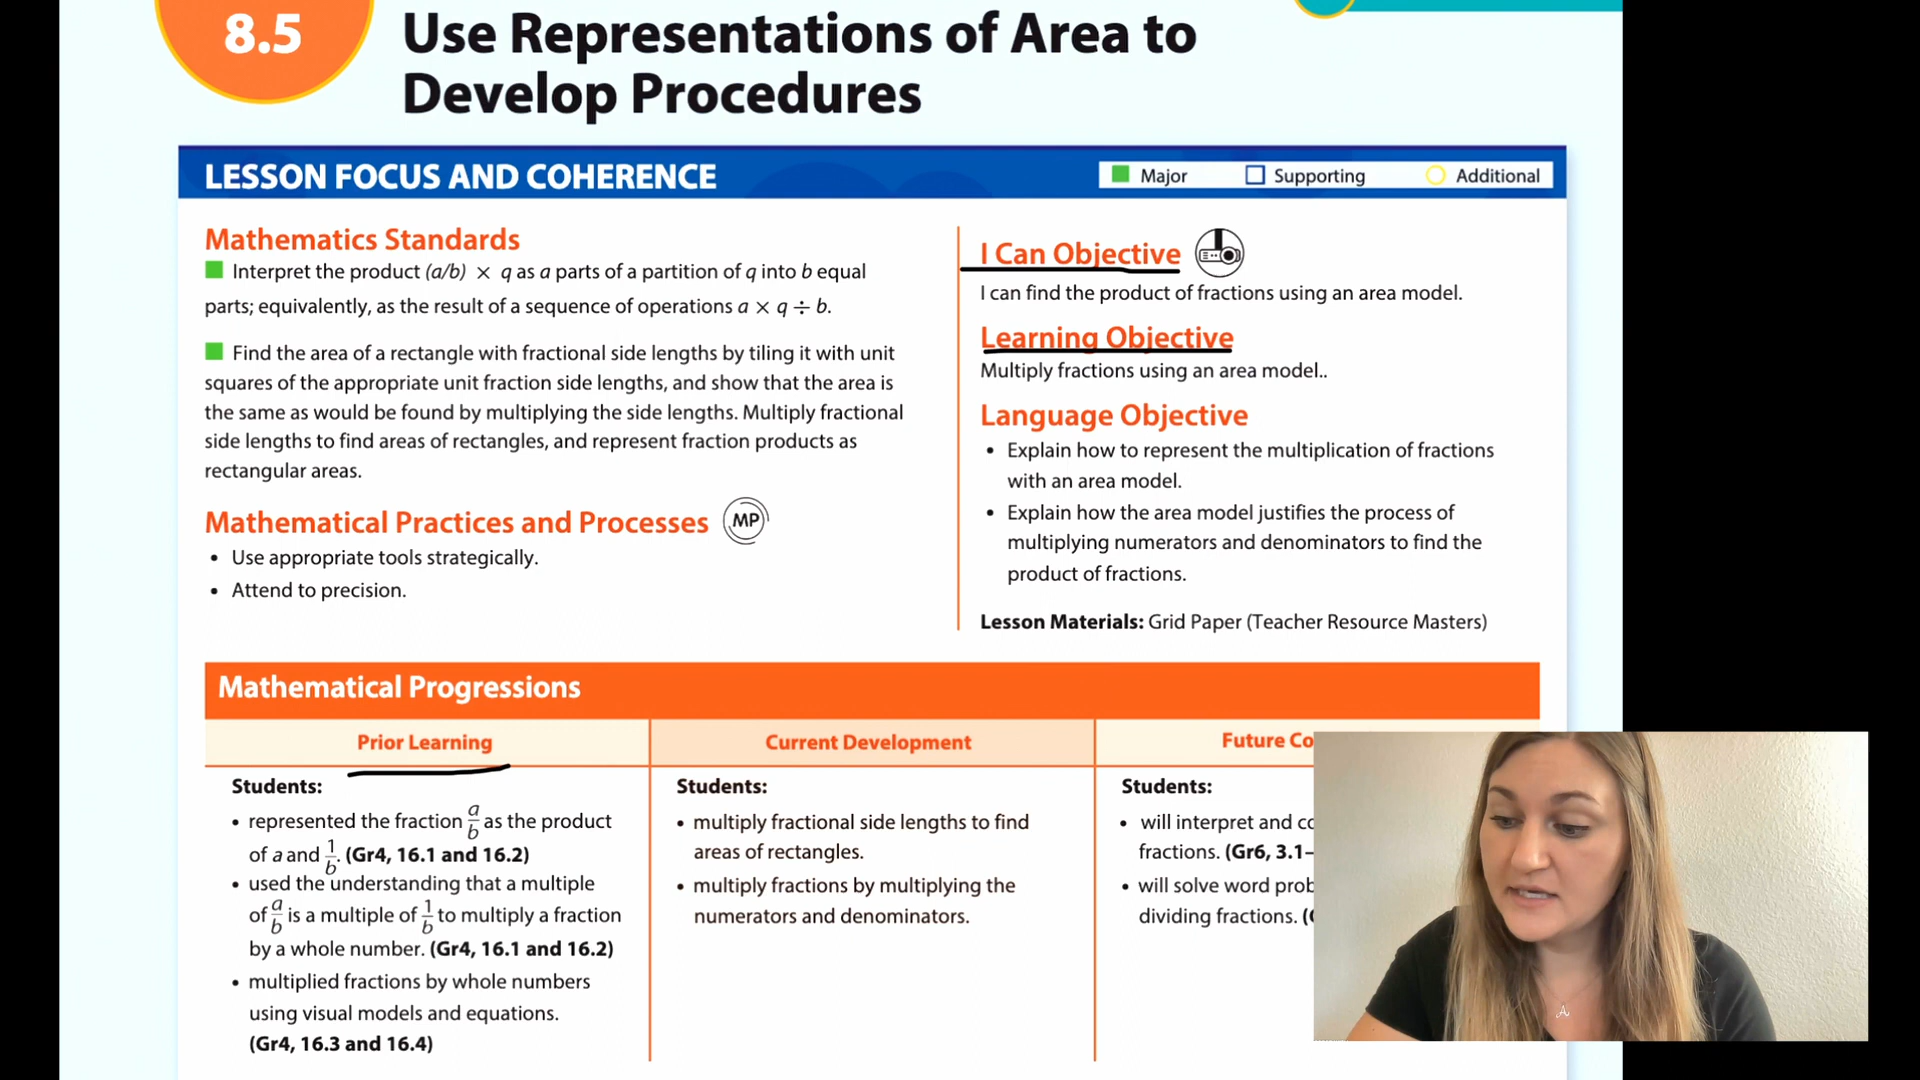 8.5
Use Representations of Area to
Develop Procedures
LESSON FOCUS AND COHERENCE
Major
Supporting
Additional
Mathematics Standards
Interpret the product (a/b) × q as a parts of a partition of q into b equal
parts; equivalently, as the result of a sequence of operations a × q ÷ b.
Find the area of a rectangle with fractional side lengths by tiling it with unit
squares of the appropriate unit fraction side lengths, and show that the area is
the same as would be found by multiplying the side lengths. Multiply fractional
side lengths to find areas of rectangles, and represent fraction products as
rectangular areas.
Mathematical Practices and Processes MP
• Use appropriate tools strategically.
• Attend to precision.
I Can Objective
I can find the product of fractions using an area model.
Learning Objective
Multiply fractions using an area model..
Language Objective
• Explain how to represent the multiplication of fractions
with an area model.
• Explain how the area model justifies the process of
multiplying numerators and denominators to find the
product of fractions.
Lesson Materials: Grid Paper (Teacher Resource Masters)
Mathematical Progressions
Prior Learning
Students:
• represented the fraction a/b as the product
of a and 1/b. (Gr4, 16.1 and 16.2)
• used the understanding that a multiple
of a/b is a multiple of 1/b to multiply a fraction
by a whole number. (Gr4, 16.1 and 16.2)
• multiplied fractions by whole numbers
using visual models and equations.
(Gr4, 16.3 and 16.4)
Current Development
Students:
• multiply fractional side lengths to find
areas of rectangles.
• multiply fractions by multiplying the
numerators and denominators.
Future Co
Students:
• will interpret and co
fractions. (Gr6, 3.1–
• will solve word prob
dividing fractions. (
A